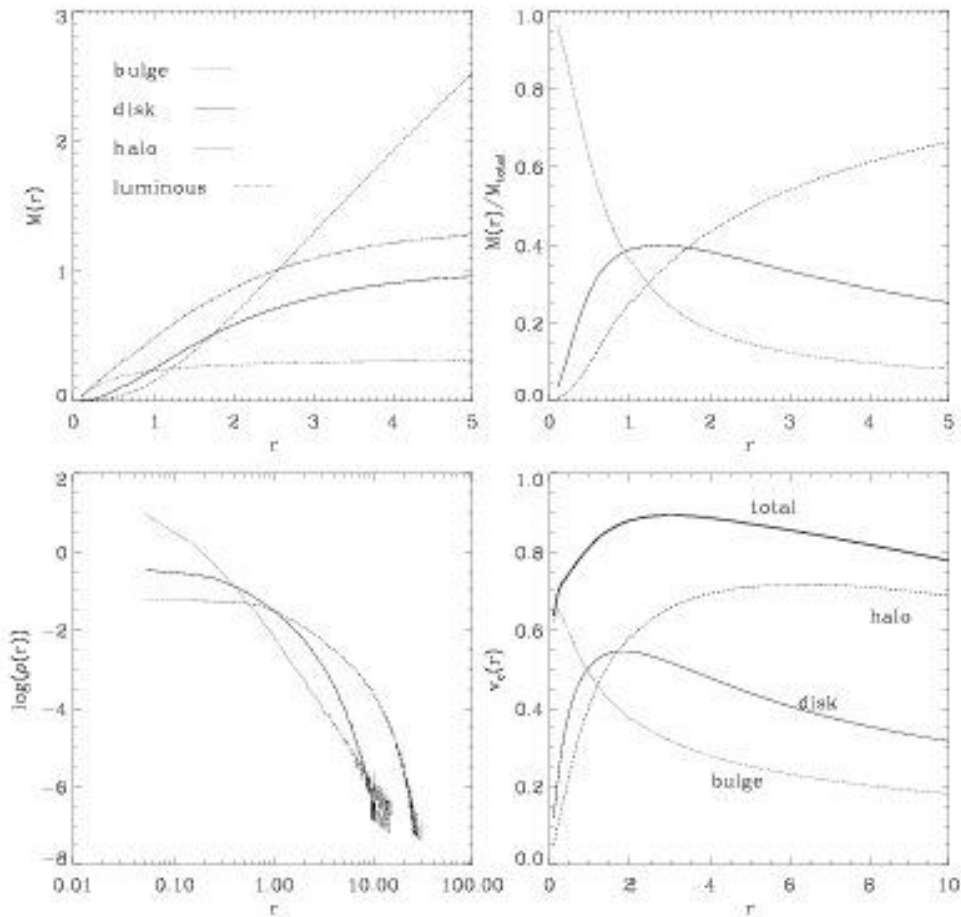 3
2
1
0
M(r)
bulge
disk
halo
luminous
0 1 2 3 4 5
r
1.0
0.8
0.6
0.4
0.2
0.0
M(r)/M_total
0 1 2 3 4 5
r
2
0
-2
-4
-6
-8
log(ρ(r))
0.01 0.10 1.00 10.00 100.00
r
1.0
0.8
0.6
0.4
0.2
0.0
v_c(r)
total
halo
disk
bulge
0 2 4 6 8 10
r